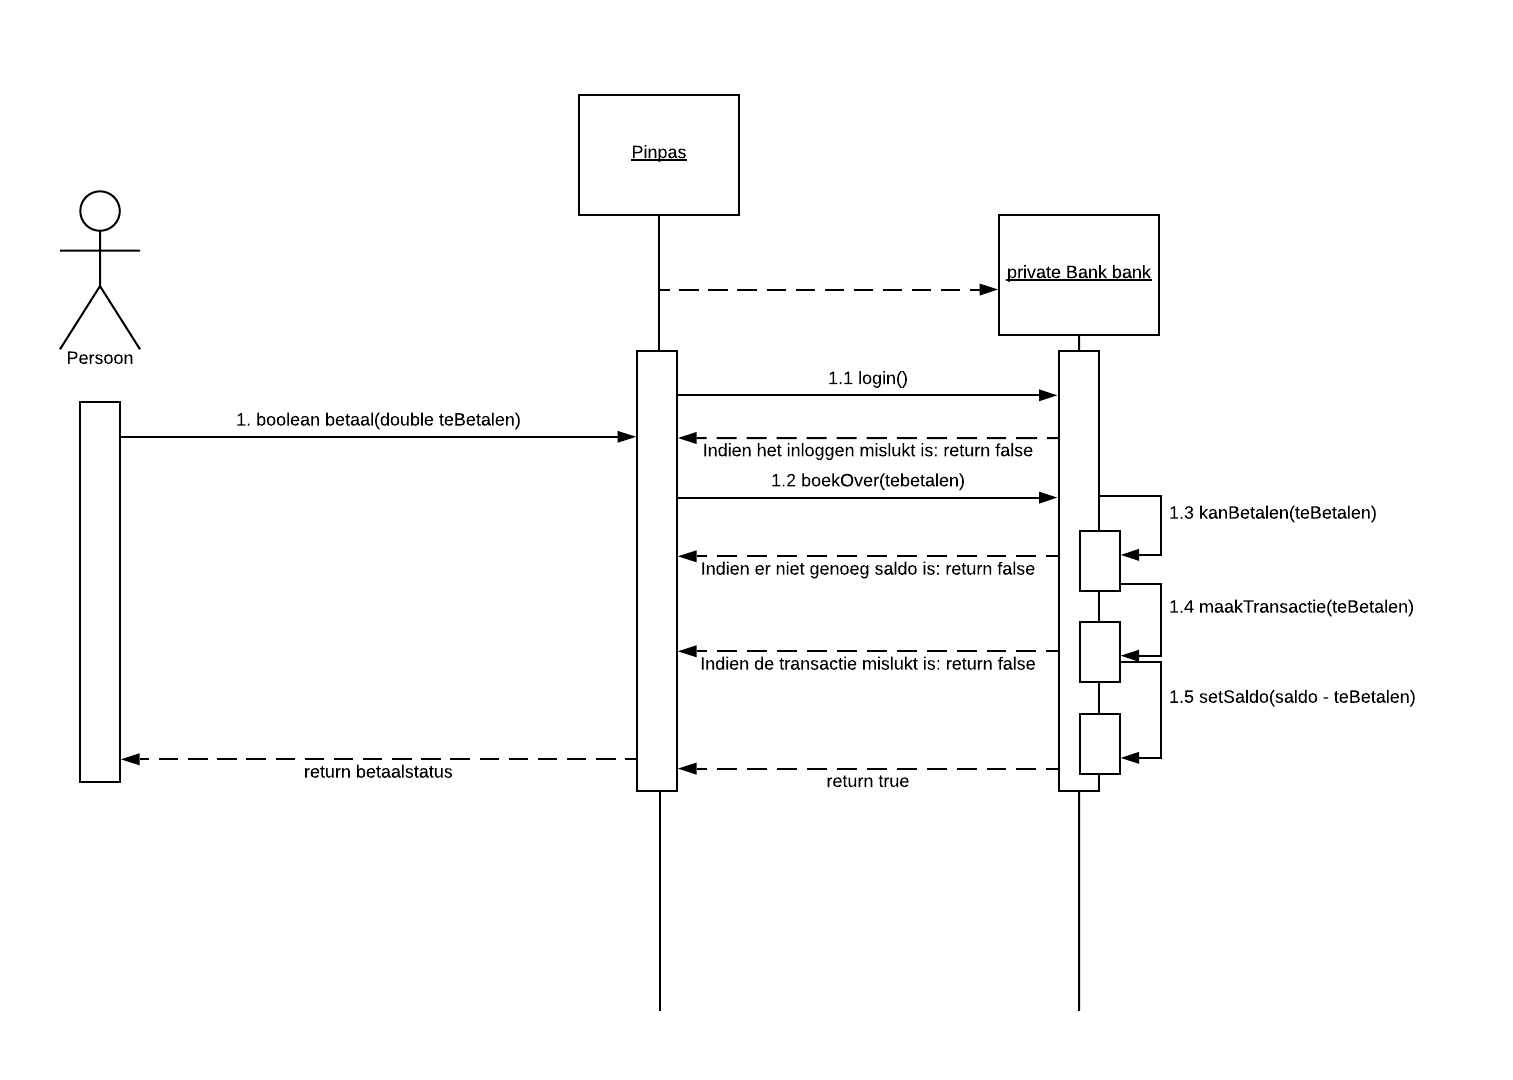 Pinpas
private Bank bank
Persoon
1.1 login()
1. boolean betaal(double teBetalen)
Indien het inloggen mislukt is: return false
1.2 boekOver(tebetalen)
1.3 kanBetalen(teBetalen)
Indien er niet genoeg saldo is: return false
1.4 maakTransactie(teBetalen)
Indien de transactie mislukt is: return false
1.5 setSaldo(saldo - teBetalen)
return betaalstatus
return true